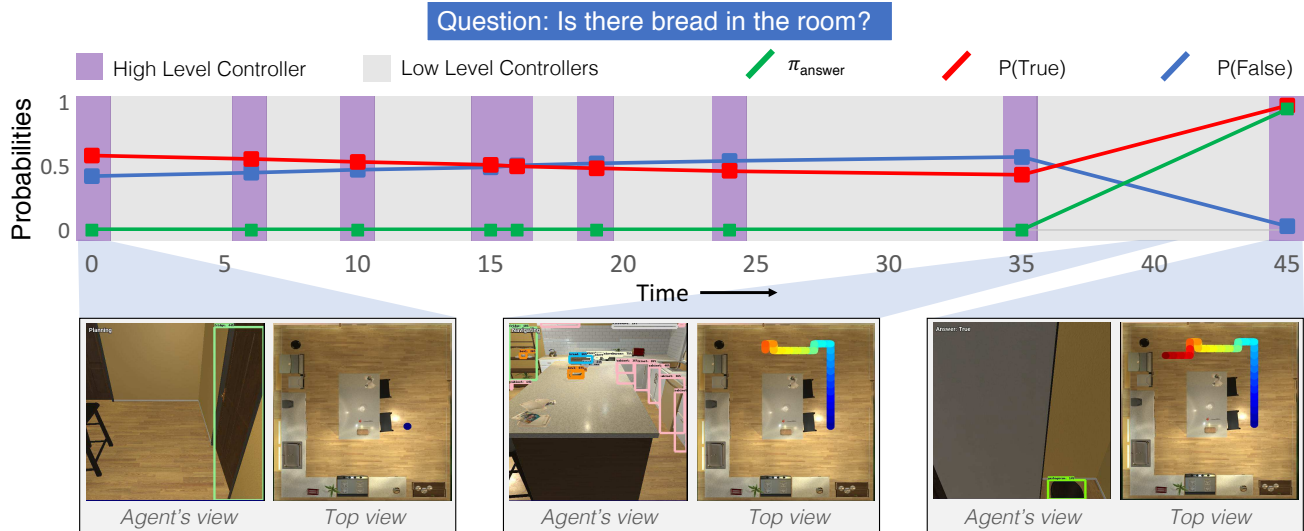 Question: Is there bread in the room?
High Level Controller
Low Level Controllers
πanswer
P(True)
P(False)
Probabilities
1
0.5
0
0 5 10 15 20 25 30 35 40 45
Time
Planning
Navigating
Answer: True
Agent's view
Top view
Agent's view
Top view
Agent's view
Top view